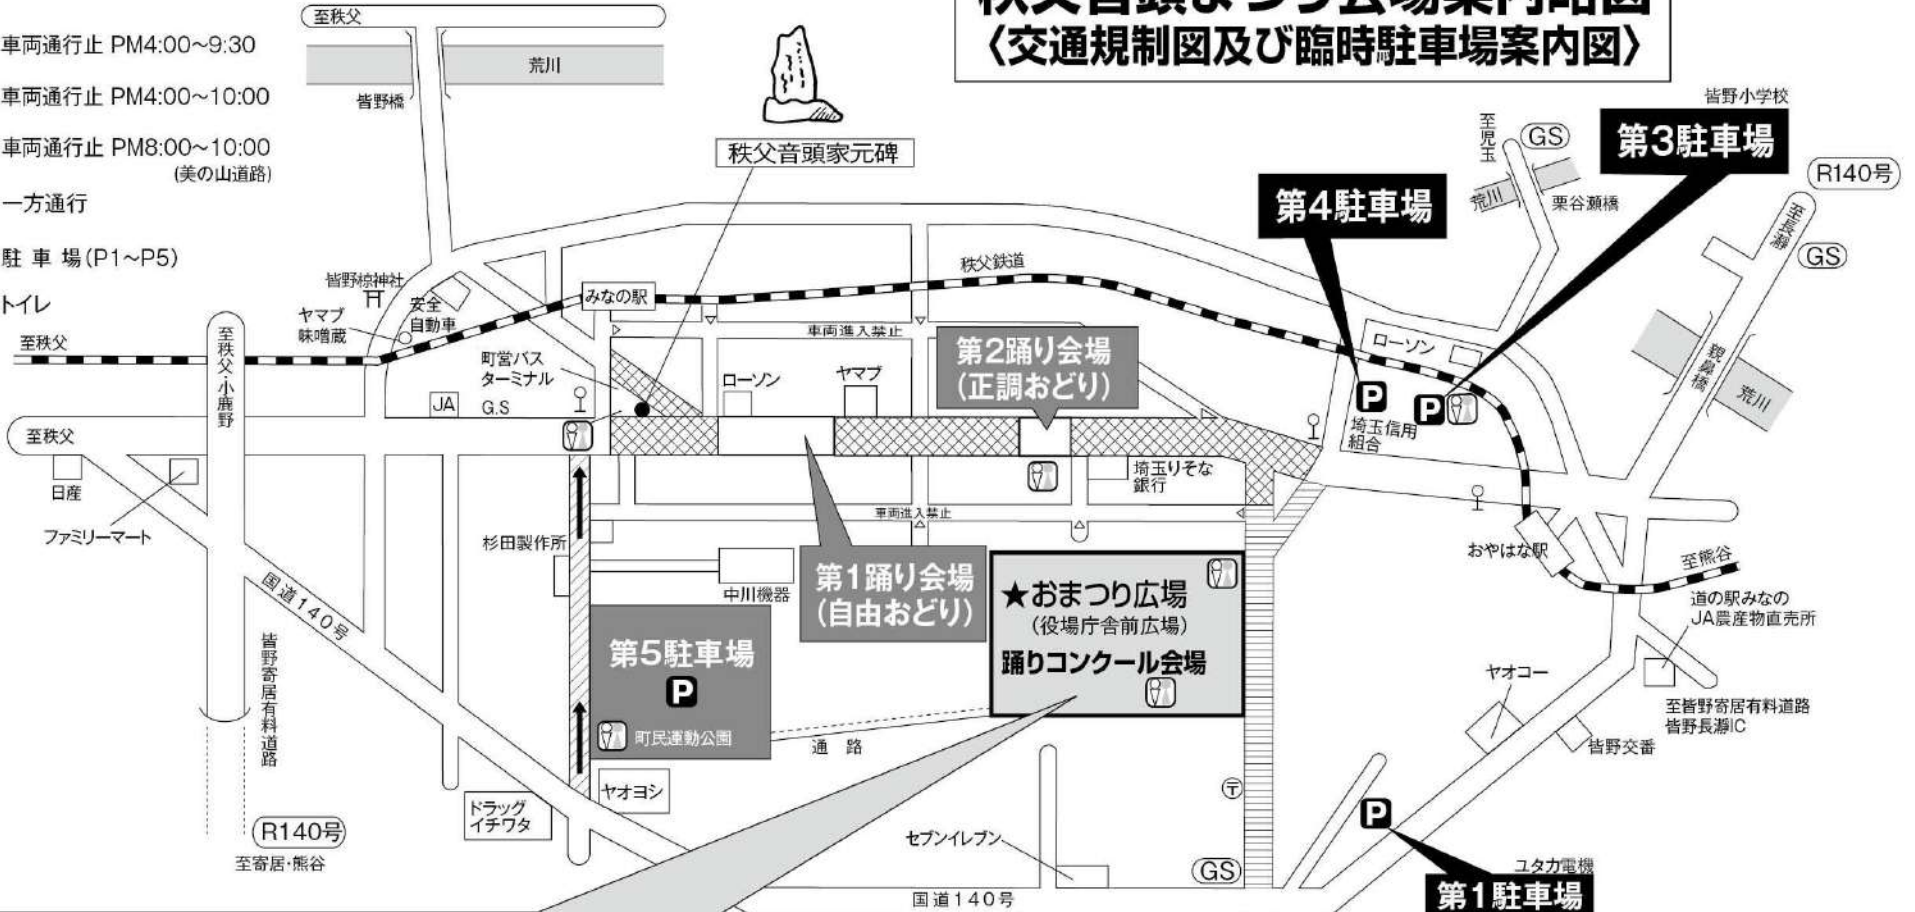 秩父音頭まつり会場案内略図
〈交通規制図及び臨時駐車場案内図〉
車両通行止 PM4:00～9:30
車両通行止 PM4:00～10:00
車両通行止 PM8:00～10:00
(美の山道路)
一方通行
駐 車 場(P1～P5)
トイレ
至秩父
荒川
皆野橋
秩父音頭家元碑
皆野小学校
第3駐車場
第4駐車場
至児玉
GS
荒川
栗谷瀬橋
R140号
至長瀞
GS
親鼻橋
荒川
秩父鉄道
みなの駅
皆野椋神社
安全
自動車
ヤマブ
味噌蔵
至秩父
至秩父・小鹿野
車両進入禁止
町営バス
ターミナル
ローソン
ヤマブ
第2踊り会場
(正調おどり)
ローソン
P
P
埼玉信用
組合
JA
G.S
至秩父
日産
ファミリーマート
埼玉りそな
銀行
車両進入禁止
杉田製作所
中川機器
第1踊り会場
(自由おどり)
★おまつり広場
(役場庁舎前広場)
踊りコンクール会場
おやはな駅
至熊谷
道の駅みなの
JA農産物直売所
国道140号
皆野寄居有料道路
第5駐車場
P
町民運動公園
通 路
ヤオコー
至皆野寄居有料道路
皆野長瀞IC
皆野交番
ヤオヨシ
ドラッグ
イチワタ
R140号
至寄居・熊谷
セブンイレブン
〒
GS
P
ユタカ電機
第1駐車場
国道140号